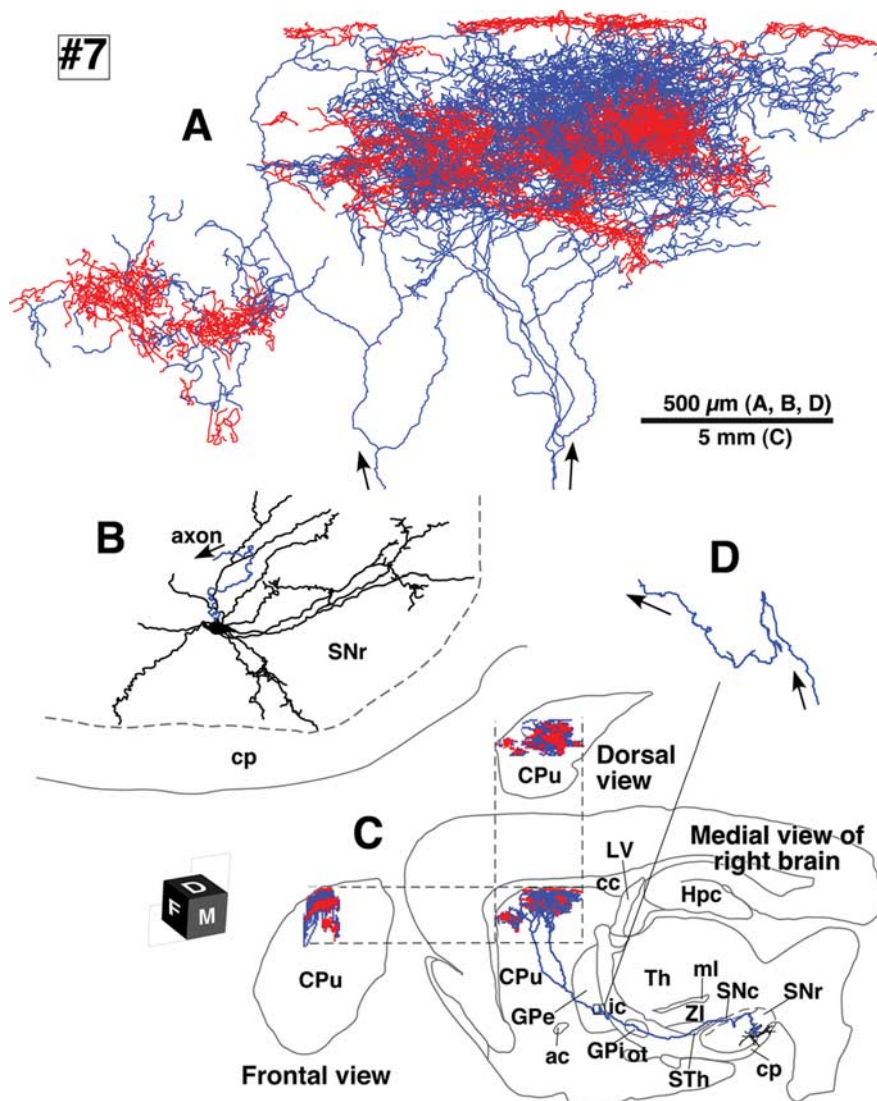 #7
A
500 μm (A, B, D)
5 mm (C)
B
axon
SNr
cp
D
CPu
Dorsal
view
C
LV
cc
Medial view of
right brain
Hpc
D
F
M
CPu
CPu
Th
ml
SNc
SNr
GPe
ic
ZI
ac
GPi
ot
STh
cp
Frontal view